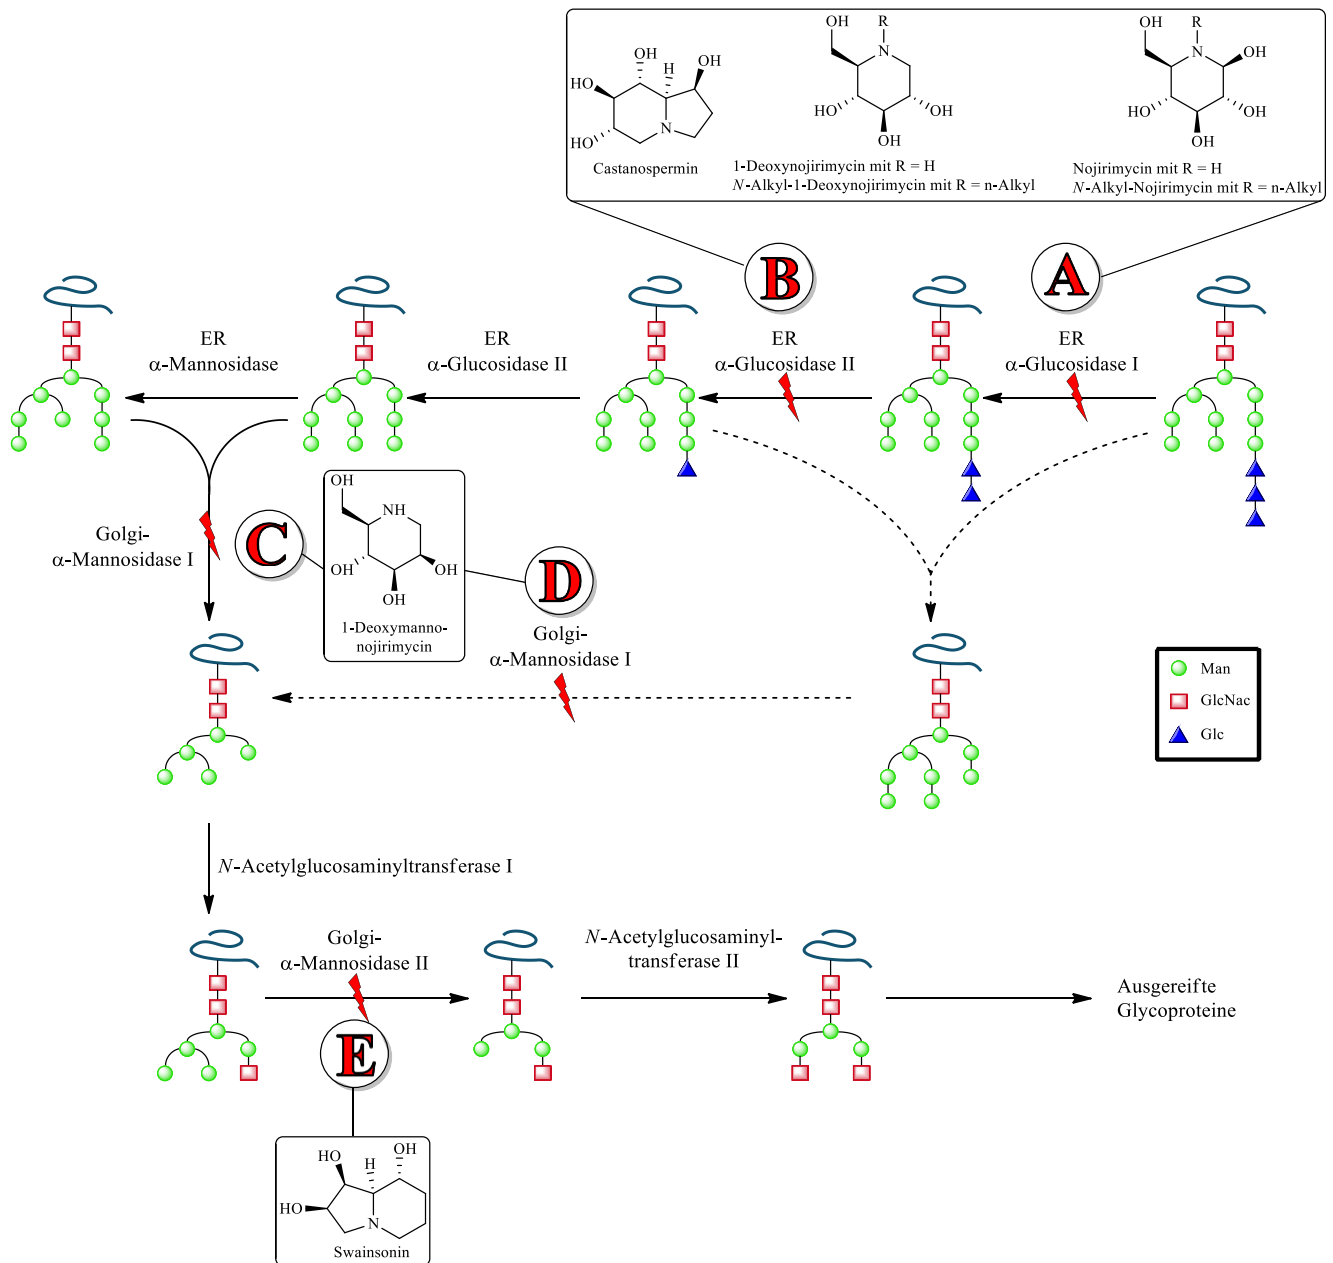 OH
R
N
OH
R
N
OH
OH
H
OH
HO
HO
HO
N
HO
OH
OH
HO
OH
OH
Castanospermin
1-Deoxynojirimycin mit R = H
N-Alkyl-1-Deoxynojirimycin mit R = n-Alkyl
Nojirimycin mit R = H
N-Alkyl-Nojirimycin mit R = n-Alkyl
B
A
ER
α-Mannosidase
ER
α-Glucosidase II
ER
α-Glucosidase II
ER
α-Glucosidase I
Golgi-
α-Mannosidase I
C
OH
NH
OH
OH
OH
1-Deoxymanno-
nojirimycin
D
Golgi-
α-Mannosidase I
Man
GlcNac
Glc
N-Acetylglucosaminyltransferase I
Golgi-
α-Mannosidase II
N-Acetylglucosaminyl-
transferase II
Ausgereifte
Glycoproteine
E
HO
H
OH
HO
N
Swainsonin